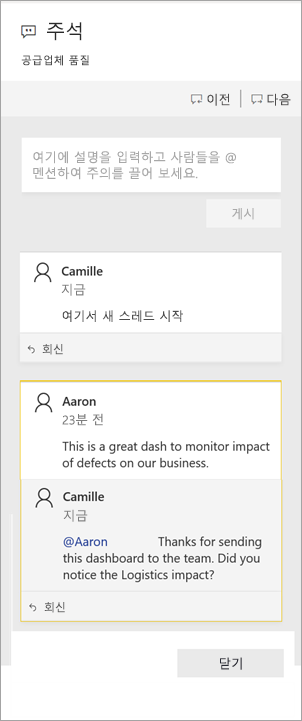 주석
공급업체 품질
이전 다음
여기에 설명을 입력하고 사람들을 @
멘션하여 주의를 끌어 보세요.
게시
Camille
지금
여기서 새 스레드 시작
회신
Aaron
23분 전
This is a great dash to monitor impact
of defects on our business.
Camille
지금
@Aaron Thanks for sending
this dashboard to the team. Did you
notice the Logistics impact?
회신
닫기